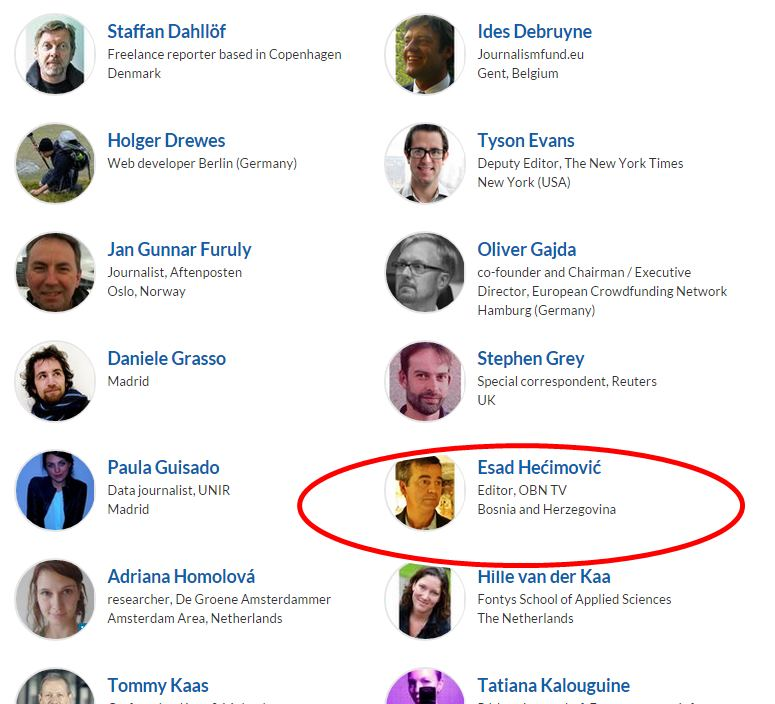 Staffan Dahllöf
Freelance reporter based in Copenhagen
Denmark
Ides Debruyne
Journalismfund.eu
Gent, Belgium
Holger Drewes
Web developer Berlin (Germany)
Tyson Evans
Deputy Editor, The New York Times
New York (USA)
Jan Gunnar Furuly
Journalist, Aftenposten
Oslo, Norway
Oliver Gajda
co-founder and Chairman / Executive
Director, European Crowdfunding Network
Hamburg (Germany)
Daniele Grasso
Madrid
Stephen Grey
Special correspondent, Reuters
UK
Paula Guisado
Data journalist, UNIR
Madrid
Esad Hećimović
Editor, OBN TV
Bosnia and Herzegovina
Adriana Homolová
researcher, De Groene Amsterdammer
Amsterdam Area, Netherlands
Hille van der Kaa
Fontys School of Applied Sciences
The Netherlands
Tommy Kaas
Tatiana Kalouguine